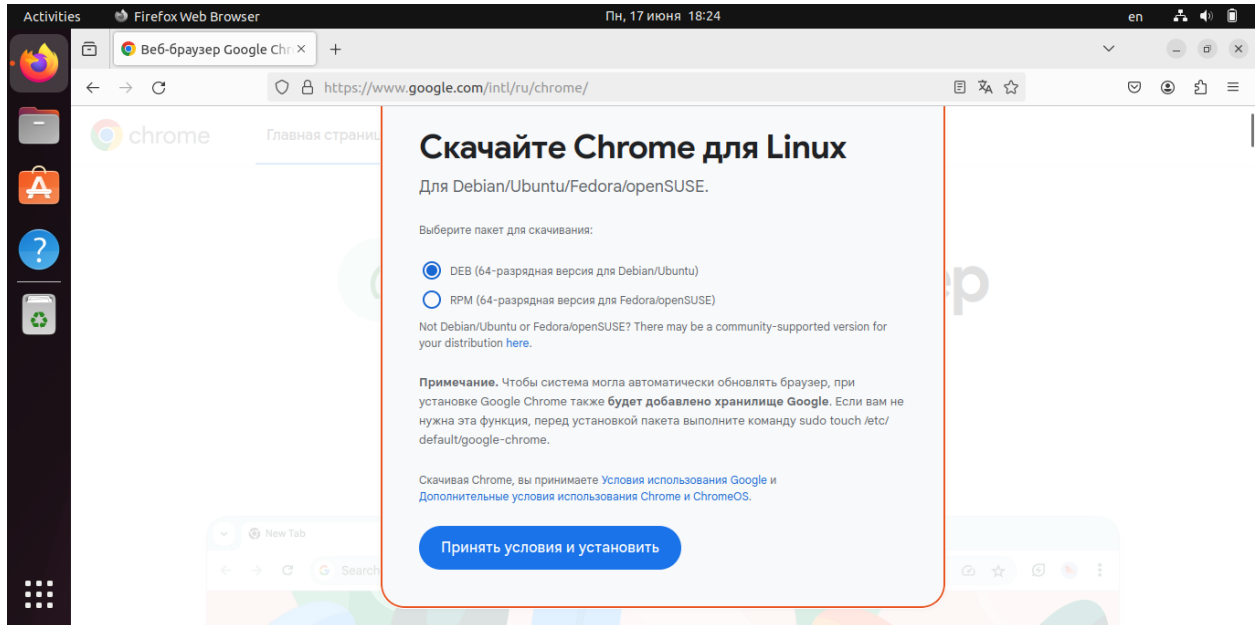 Activities Firefox Web Browser Пн, 17 июня 18:24 en
Веб-браузер Google Chr
https://www.google.com/intl/ru/chrome/
chrome Главная страниц
Скачайте Chrome для Linux
Для Debian/Ubuntu/Fedora/openSUSE.
Выберите пакет для скачивания:
DEB (64-разрядная версия для Debian/Ubuntu)
RPM (64-разрядная версия для Fedora/openSUSE)
Not Debian/Ubuntu or Fedora/openSUSE? There may be a community-supported version for
your distribution here.
Примечание. Чтобы система могла автоматически обновлять браузер, при
установке Google Chrome также будет добавлено хранилище Google. Если вам не
нужна эта функция, перед установкой пакета выполните команду sudo touch /etc/
default/google-chrome.
Скачивая Chrome, вы принимаете Условия использования Google и
Дополнительные условия использования Chrome и ChromeOS.
New Tab
Принять условия и установить
Search